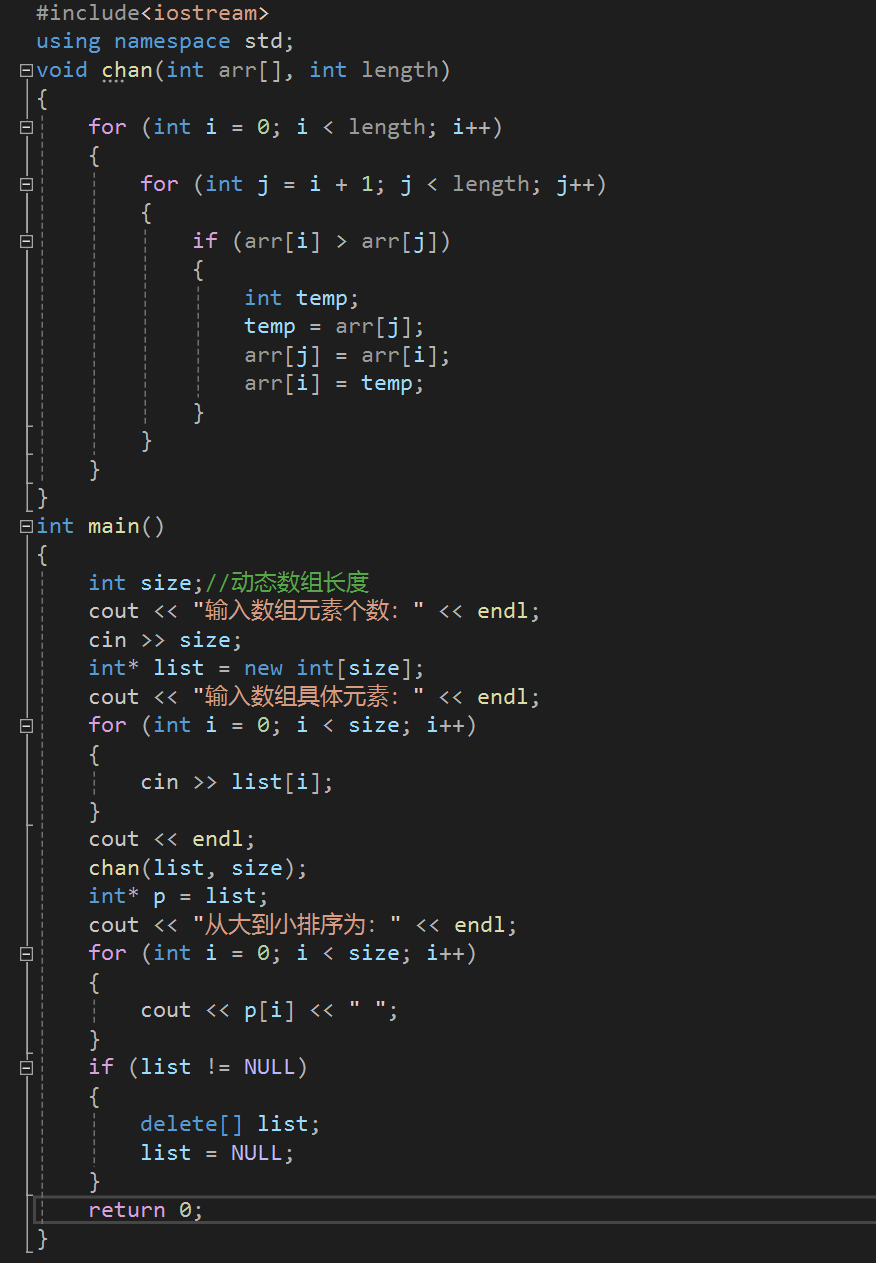 #include<iostream>
using namespace std;
void chan(int arr[], int length)
{
    for (int i = 0; i < length; i++)
    {
        for (int j = i + 1; j < length; j++)
        {
            if (arr[i] > arr[j])
            {
                int temp;
                temp = arr[j];
                arr[j] = arr[i];
                arr[i] = temp;
            }
        }
    }
}
int main()
{
    int size;//动态数组长度
    cout << "输入数组元素个数：" << endl;
    cin >> size;
    int* list = new int[size];
    cout << "输入数组具体元素：" << endl;
    for (int i = 0; i < size; i++)
    {
        cin >> list[i];
    }
    cout << endl;
    chan(list, size);
    int* p = list;
    cout << "从大到小排序为：" << endl;
    for (int i = 0; i < size; i++)
    {
        cout << p[i] << " ";
    }
    if (list != NULL)
    {
        delete[] list;
        list = NULL;
    }
    return 0;
}